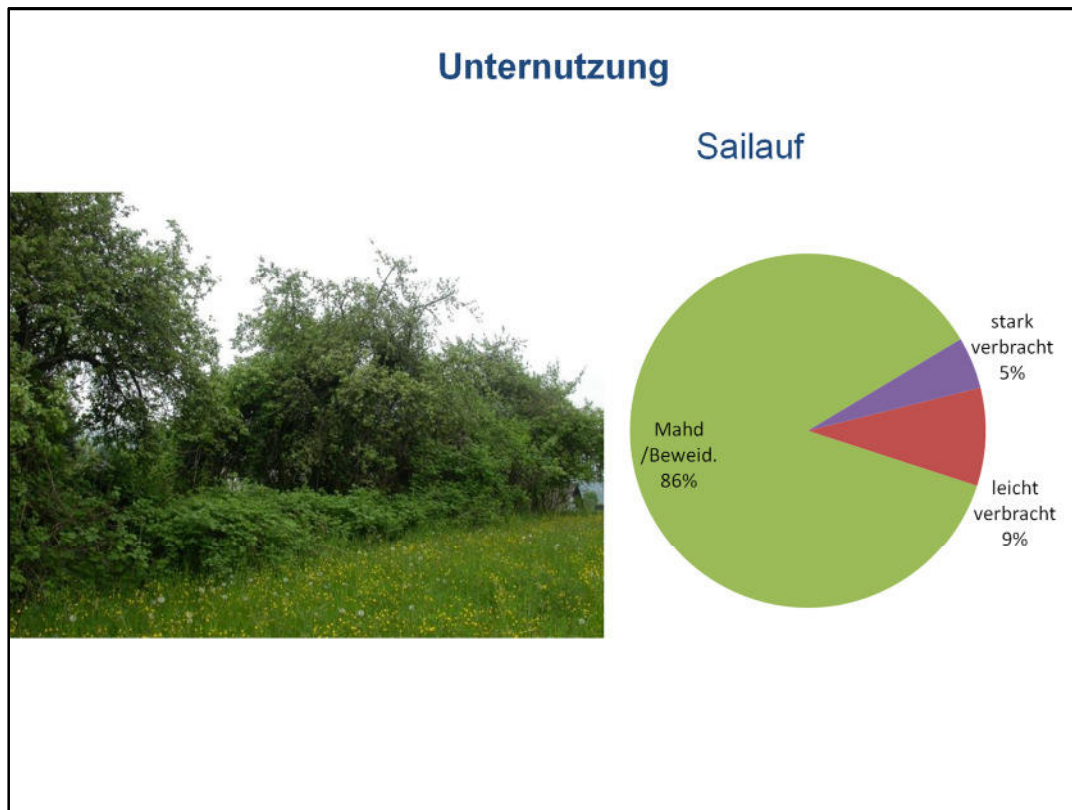 Unternutzung
Sailauf
stark
verbracht
5%
Mahd
/Beweid.
86%
leicht
verbracht
9%